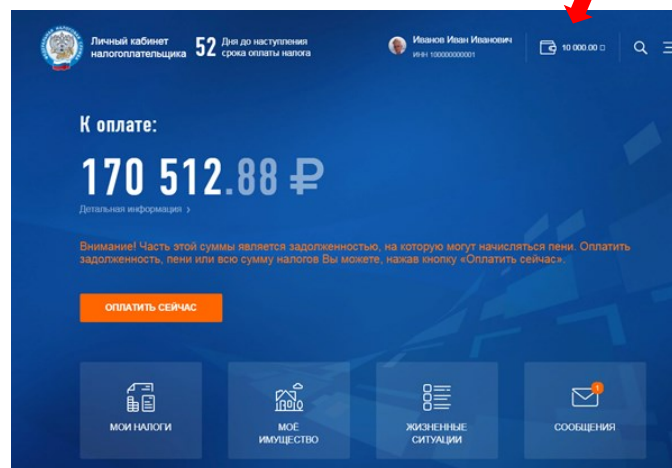 Личный кабинет
налогоплательщика
52 Дня до наступления
срока оплаты налога
Иванов Иван Иванович
ИНН 100000000001
10 000.00
К оплате:
170 512.88 ₽
Детальная информация ›
Внимание! Часть этой суммы является задолженностью, на которую могут начисляться пени. Оплатить
задолженность, пени или всю сумму налогов Вы можете, нажав кнопку «Оплатить сейчас».
ОПЛАТИТЬ СЕЙЧАС
МОИ НАЛОГИ
МОЁ
ИМУЩЕСТВО
ЖИЗНЕННЫЕ
СИТУАЦИИ
1
СООБЩЕНИЯ